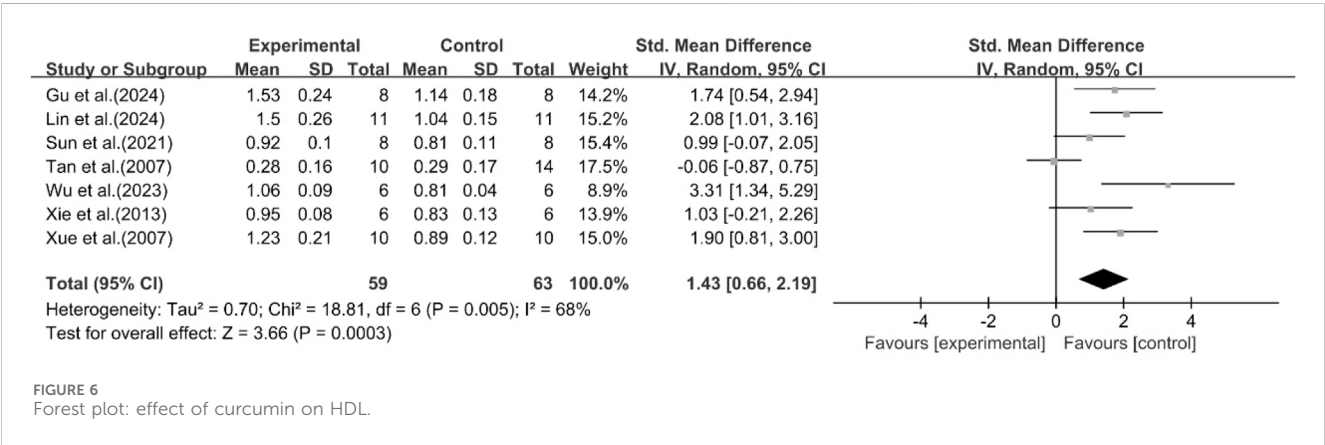 Experimental Control Std. Mean Difference Std. Mean Difference
Study or Subgroup Mean SD Total Mean SD Total Weight IV, Random, 95% CI IV, Random, 95% CI
Gu et al.(2024) 1.53 0.24 8 1.14 0.18 8 14.2% 1.74 [0.54, 2.94]
Lin et al.(2024) 1.5 0.26 11 1.04 0.15 11 15.2% 2.08 [1.01, 3.16]
Sun et al.(2021) 0.92 0.1 8 0.81 0.11 8 15.4% 0.99 [-0.07, 2.05]
Tan et al.(2007) 0.28 0.16 10 0.29 0.17 14 17.5% -0.06 [-0.87, 0.75]
Wu et al.(2023) 1.06 0.09 6 0.81 0.04 6 8.9% 3.31 [1.34, 5.29]
Xie et al.(2013) 0.95 0.08 6 0.83 0.13 6 13.9% 1.03 [-0.21, 2.26]
Xue et al.(2007) 1.23 0.21 10 0.89 0.12 10 15.0% 1.90 [0.81, 3.00]
Total (95% CI) 59 63 100.0% 1.43 [0.66, 2.19]
Heterogeneity: Tau² = 0.70; Chi² = 18.81, df = 6 (P = 0.005); I² = 68%
Test for overall effect: Z = 3.66 (P = 0.0003)
-4 -2 0 2 4
Favours [experimental] Favours [control]
FIGURE 6
Forest plot: effect of curcumin on HDL.